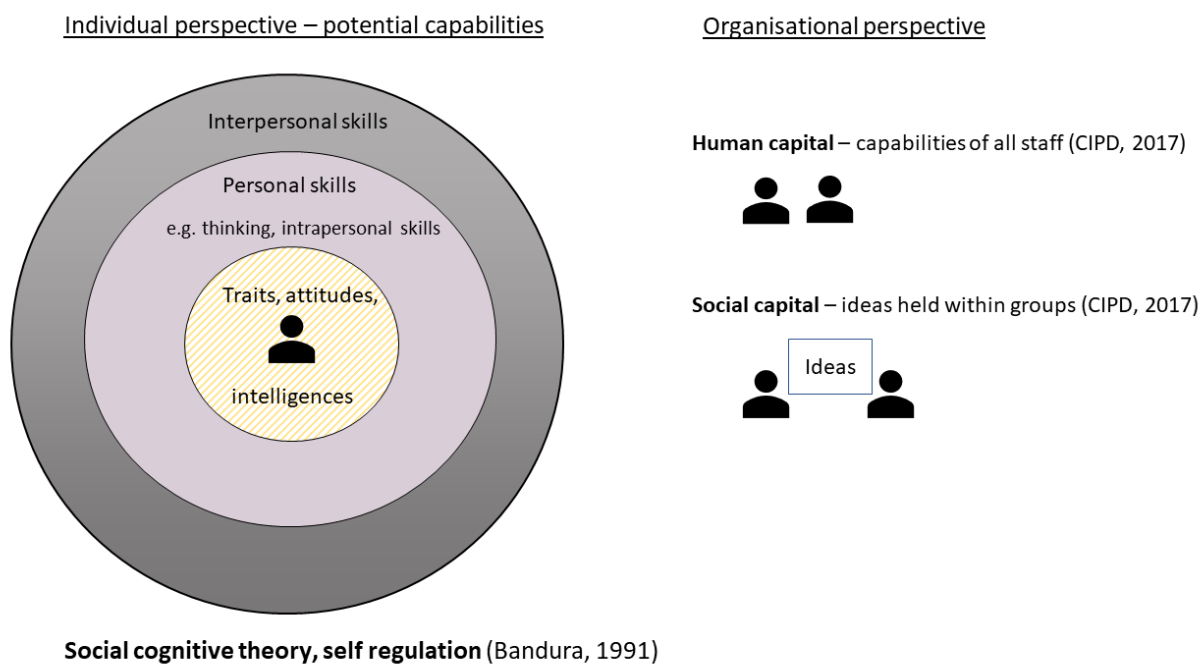 Individual perspective – potential capabilities
Interpersonal skills
Personal skills
e.g. thinking, intrapersonal skills
Traits, attitudes,
intelligences
Social cognitive theory, self regulation (Bandura, 1991)
Organisational perspective
Human capital – capabilities of all staff (CIPD, 2017)
Social capital – ideas held within groups (CIPD, 2017)
Ideas